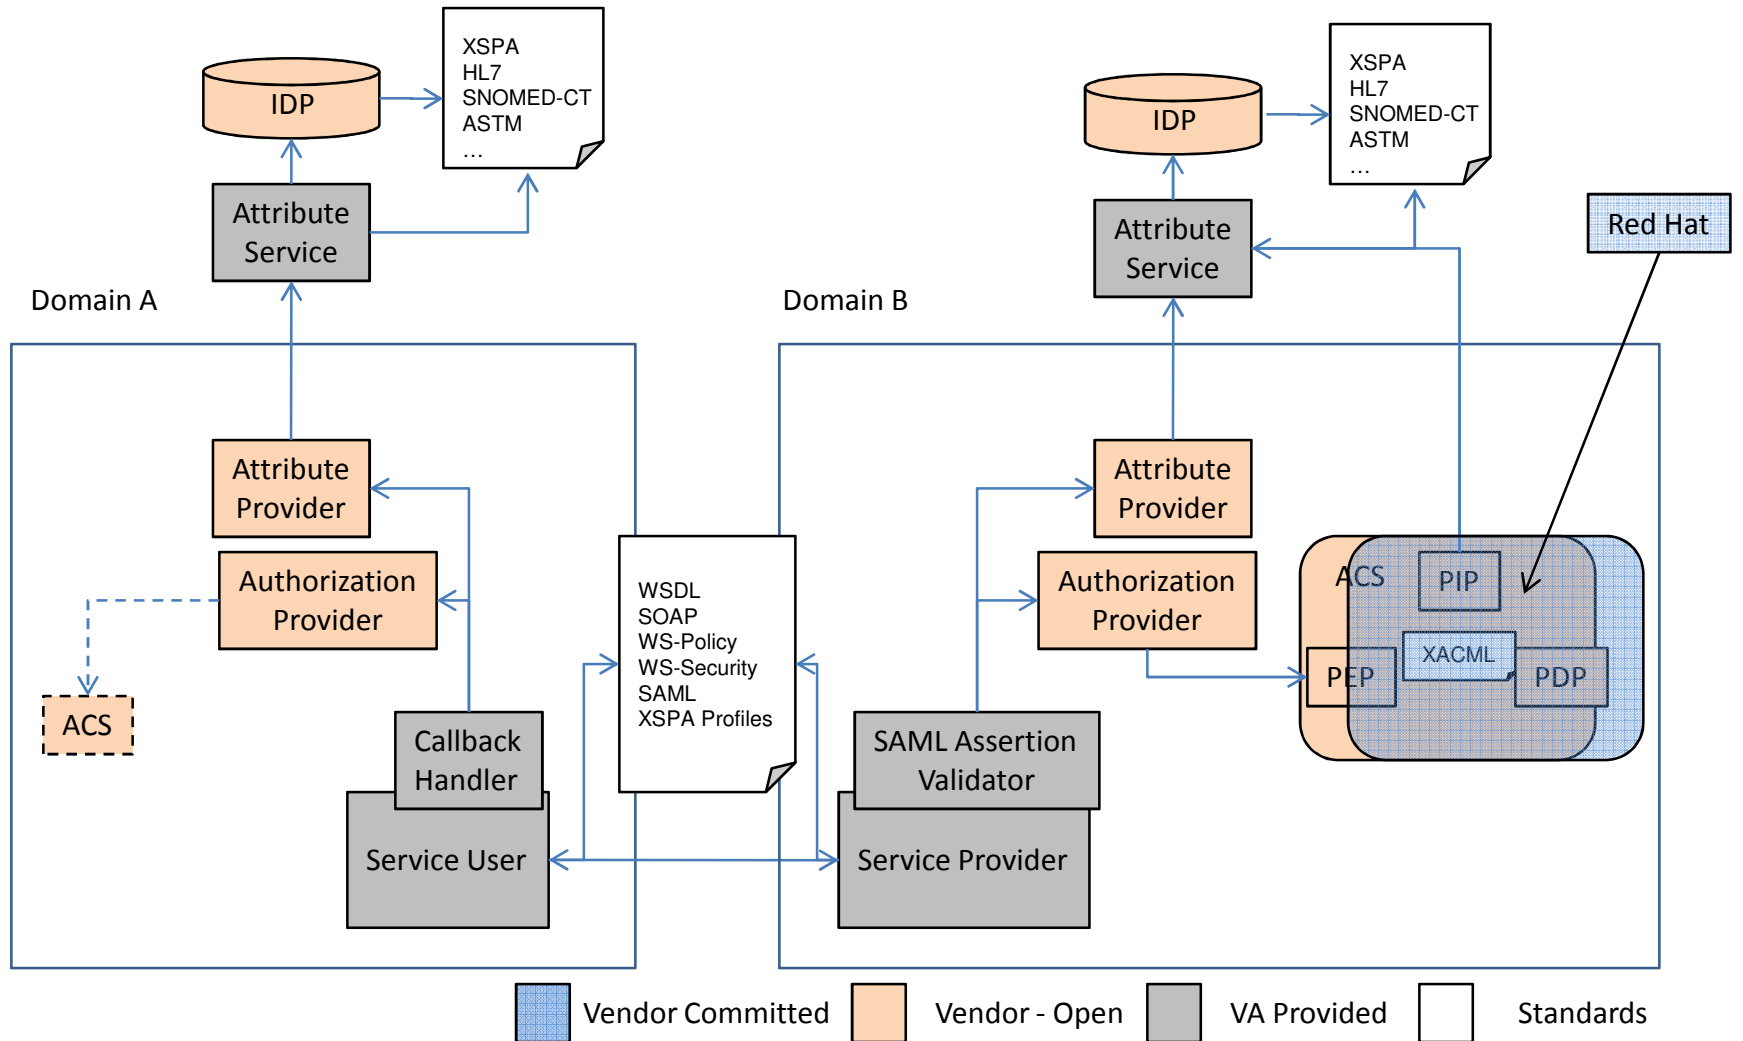 XSPA
HL7
SNOMED-CT
ASTM
...
IDP
XSPA
HL7
SNOMED-CT
ASTM
...
IDP
Attribute
Service
Attribute
Service
Red Hat
Domain A
Domain B
Attribute
Provider
Authorization
Provider
ACS
Callback
Handler
Service User
WSDL
SOAP
WS-Policy
WS-Security
SAML
XSPA Profiles
Attribute
Provider
Authorization
Provider
SAML Assertion
Validator
Service Provider
ACS
PIP
XACML
PEP
PDP
Vendor Committed
Vendor - Open
VA Provided
Standards